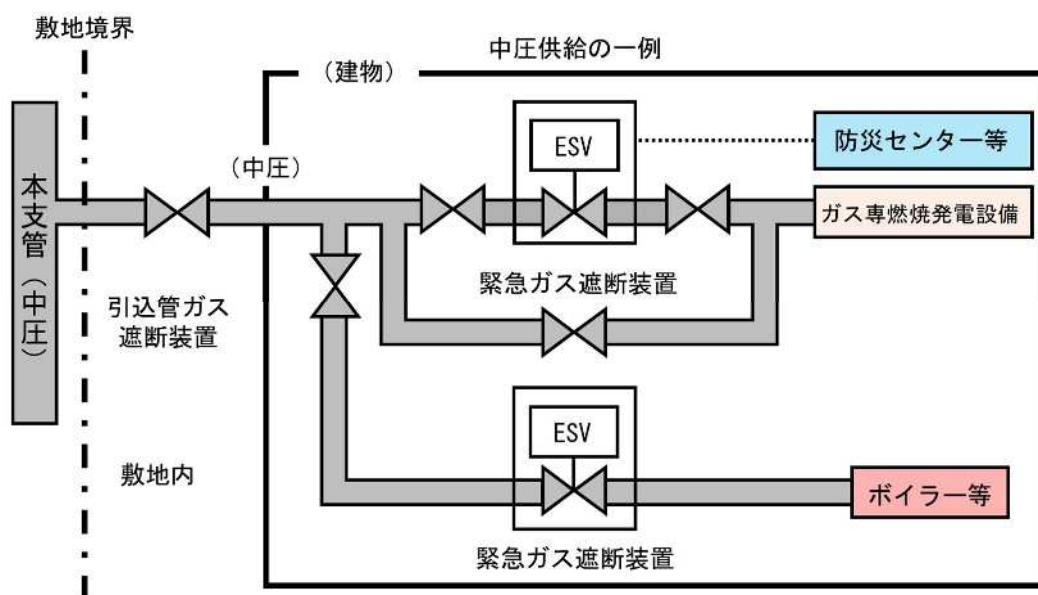 敷地境界
中圧供給の一例
（建物）
ESV
防災センター等
（中圧）
本支管（中圧）
ガス専燃焼発電設備
緊急ガス遮断装置
引込管ガス
遮断装置
ESV
敷地内
ボイラー等
緊急ガス遮断装置